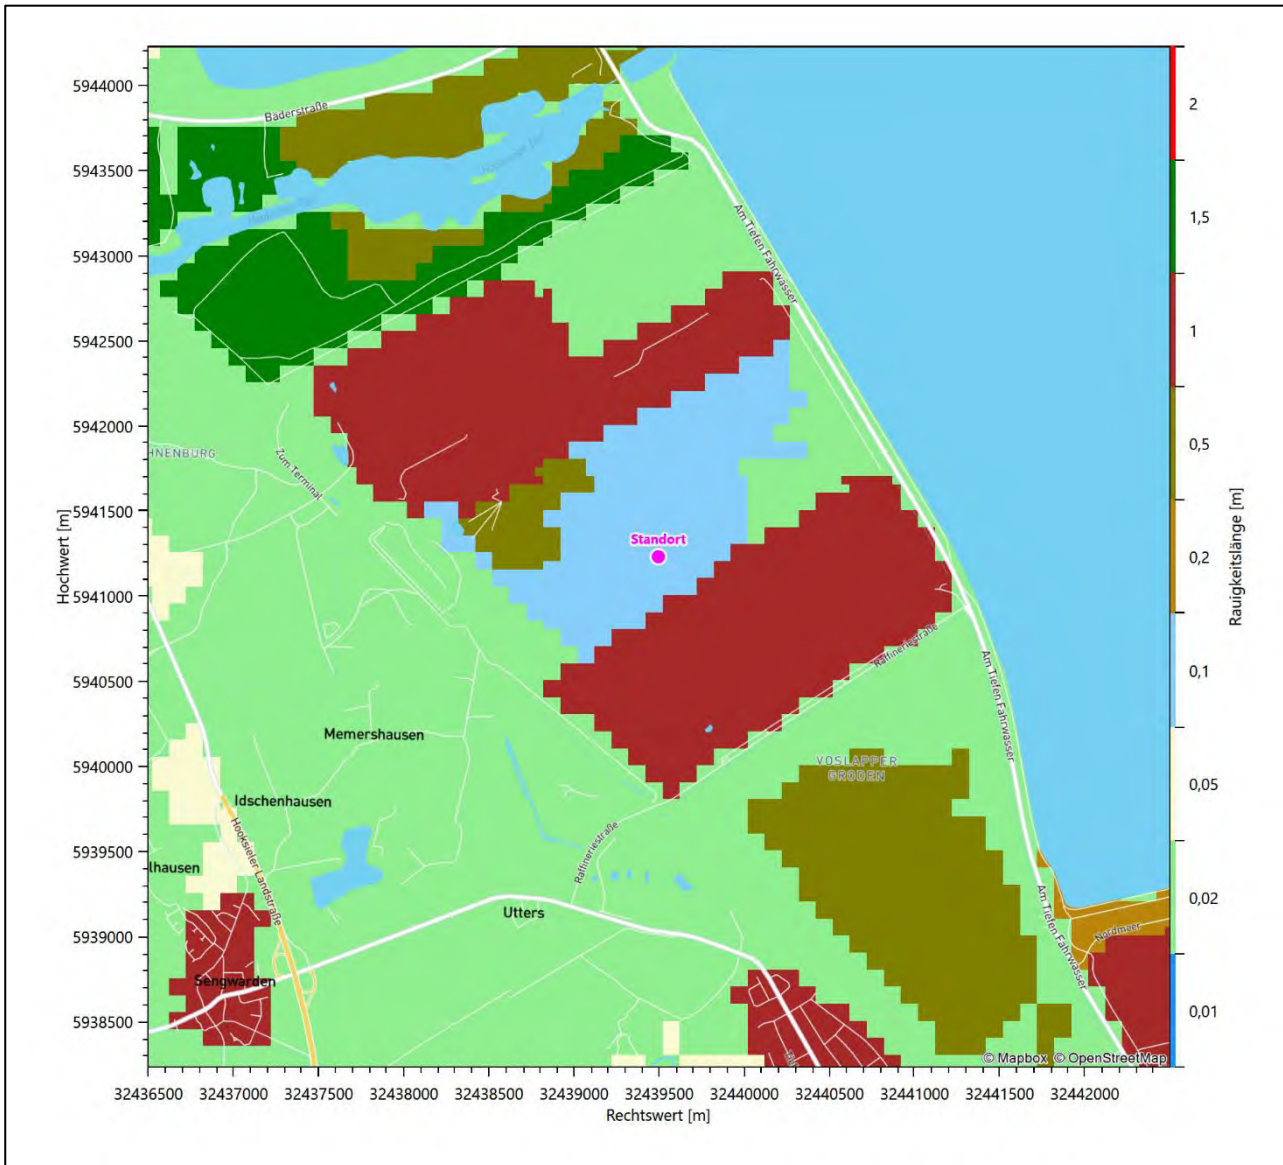 5944000
5943500
5943000
5942500
5942000
5941500
5941000
5940500
5940000
5939500
5939000
5938500
Hochwert [m]
32436500
32437000
32437500
32438000
32438500
32439000
32439500
32440000
32440500
32441000
32441500
32442000
Rechtswert [m]
2
1,5
1
0,5
0,2
0,1
0,05
0,02
0,01
Rauigkeitslänge [m]
Bäderstraße
Am Tiefen Fahrwasser
HNENBURG
Zum Terminal
Standort
Raffineriestraße
Am Tiefen Fahrwasser
Memershausen
VOSLAPPER
GRODEN
Idschenhausen
Hooksieler Landstraße
lhausen
Raffineriestraße
Utters
Am Tiefen Fahrwasser
Nordmeer
Sengwarden
© Mapbox © OpenStreetMap